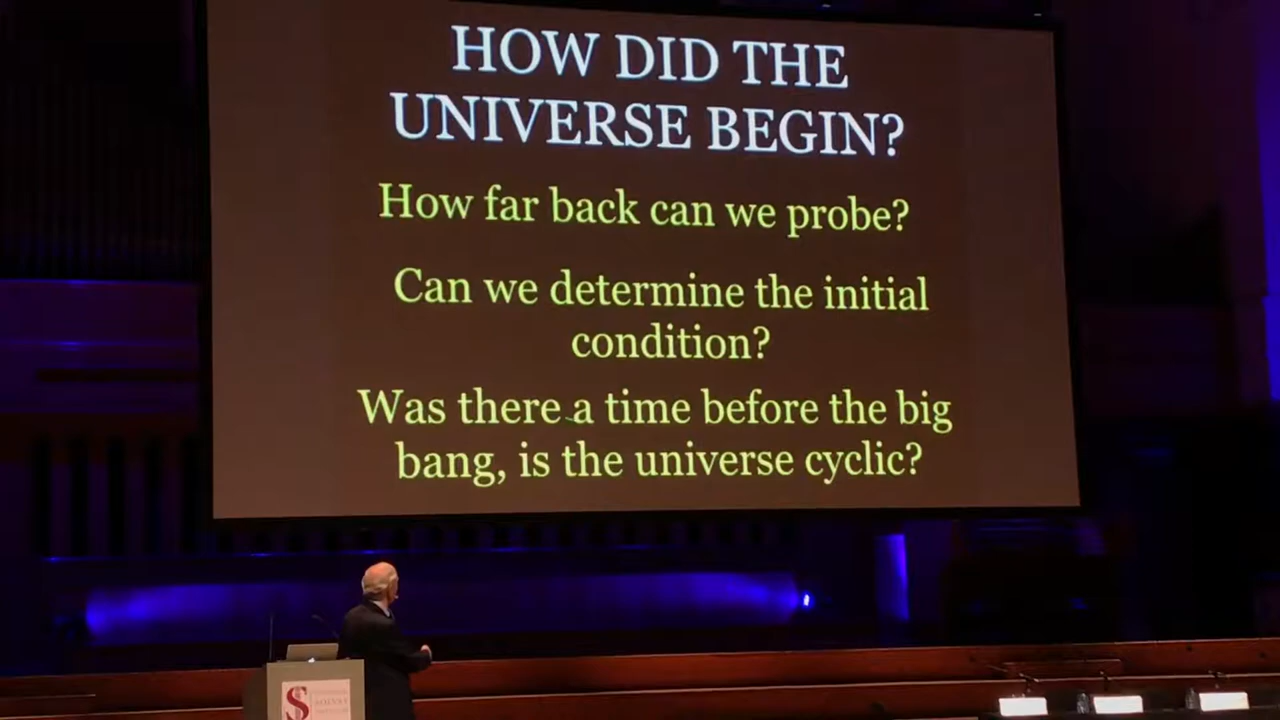 HOW DID THE
UNIVERSE BEGIN?
How far back can we probe?
Can we determine the initial
condition?
Was there a time before the big
bang, is the universe cyclic?
S
SOLVAY